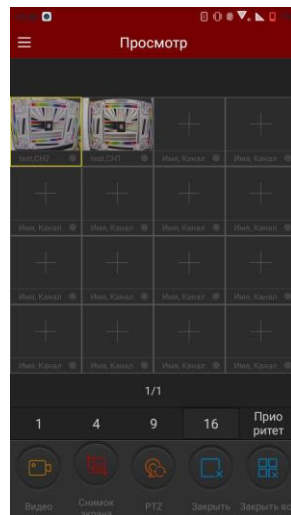 Просмотр
test,CH2
test,CH1
Имя, Канал
Имя, Канал
Имя, Канал
Имя, Канал
Имя, Канал
Имя, Канал
Имя, Канал
Имя, Канал
Имя, Канал
Имя, Канал
Имя, Канал
Имя, Канал
Имя, Канал
Имя, Канал
1/1
1
4
9
16
Прио
ритет
Видео
Снимок
экрана
PTZ
Закрыть
Закрыть вс